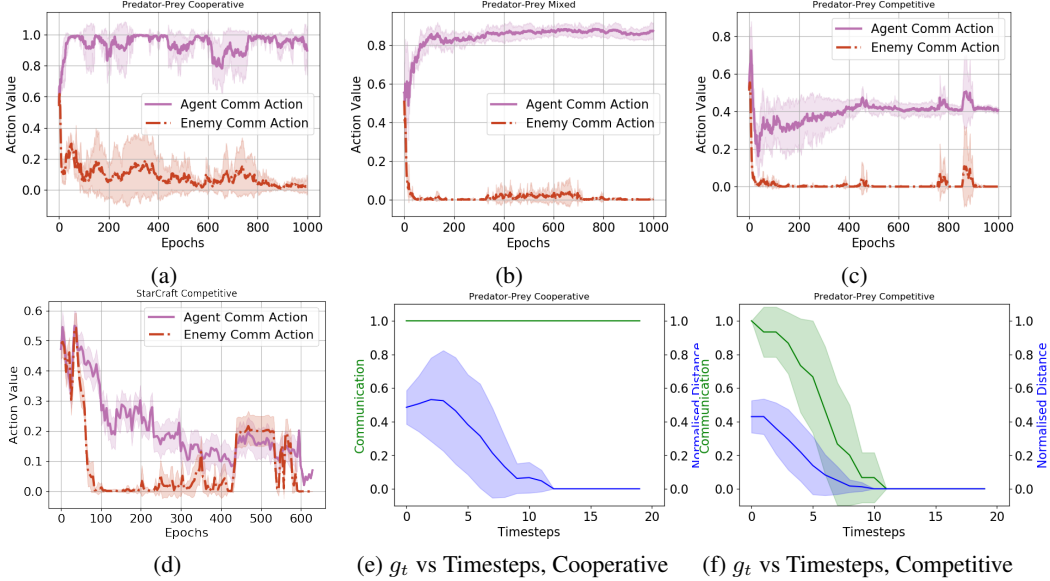 Predator-Prey Cooperative
Action Value
1.0
0.8
0.6
0.4
0.2
0.0
Agent Comm Action
Enemy Comm Action
0 200 400 600 800 1000
Epochs
(a)
Predator-Prey Mixed
Action Value
0.8
0.6
0.4
0.2
0.0
Agent Comm Action
Enemy Comm Action
0 200 400 600 800 1000
Epochs
(b)
Predator-Prey Competitive
Action Value
0.8
0.6
0.4
0.2
0.0
Agent Comm Action
Enemy Comm Action
0 200 400 600 800 1000
Epochs
(c)
StarCraft Competitive
Action Value
0.6
0.5
0.4
0.3
0.2
0.1
0.0
Agent Comm Action
Enemy Comm Action
0 100 200 300 400 500 600
Epochs
(d)
Predator-Prey Cooperative
Communication
1.0
0.8
0.6
0.4
0.2
0.0
1.0
0.8
0.6
0.4
0.2
0.0
Normalised Distance
0 5 10 15 20
Timesteps
(e) gₜ vs Timesteps, Cooperative
Predator-Prey Competitive
Communication
1.0
0.8
0.6
0.4
0.2
0.0
1.0
0.8
0.6
0.4
0.2
0.0
Normalised Distance
0 5 10 15 20
Timesteps
(f) gₜ vs Timesteps, Competitive